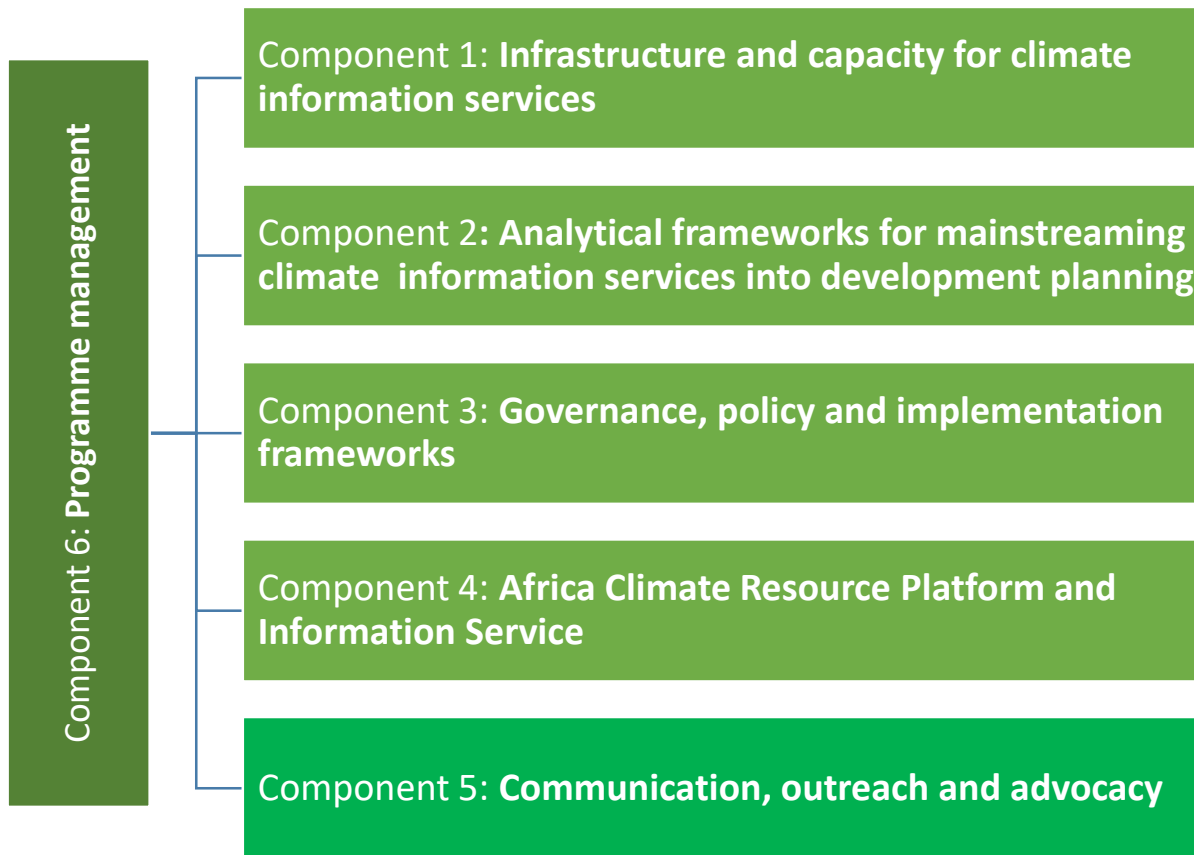 Component 6: Programme management
Component 1: Infrastructure and capacity for climate
information services
Component 2: Analytical frameworks for mainstreaming
climate  information services into development planning
Component 3: Governance, policy and implementation
frameworks
Component 4: Africa Climate Resource Platform and
Information Service
Component 5: Communication, outreach and advocacy